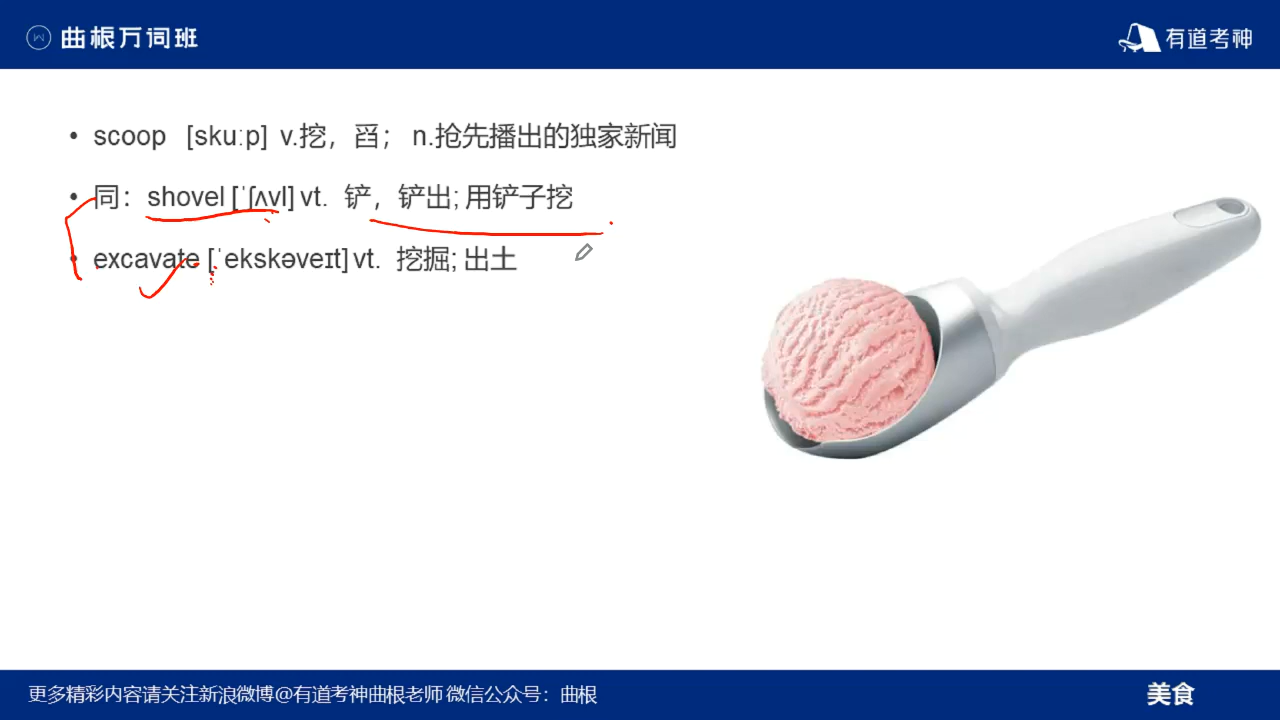 曲根万词班
有道考神
• scoop [skuːp] v.挖，舀； n.抢先播出的独家新闻
• 同：shovel [ˈʃʌvl] vt. 铲，铲出; 用铲子挖
• excavate [ˈekskəveɪt] vt. 挖掘; 出土
更多精彩内容请关注新浪微博@有道考神曲根老师 微信公众号：曲根
美食